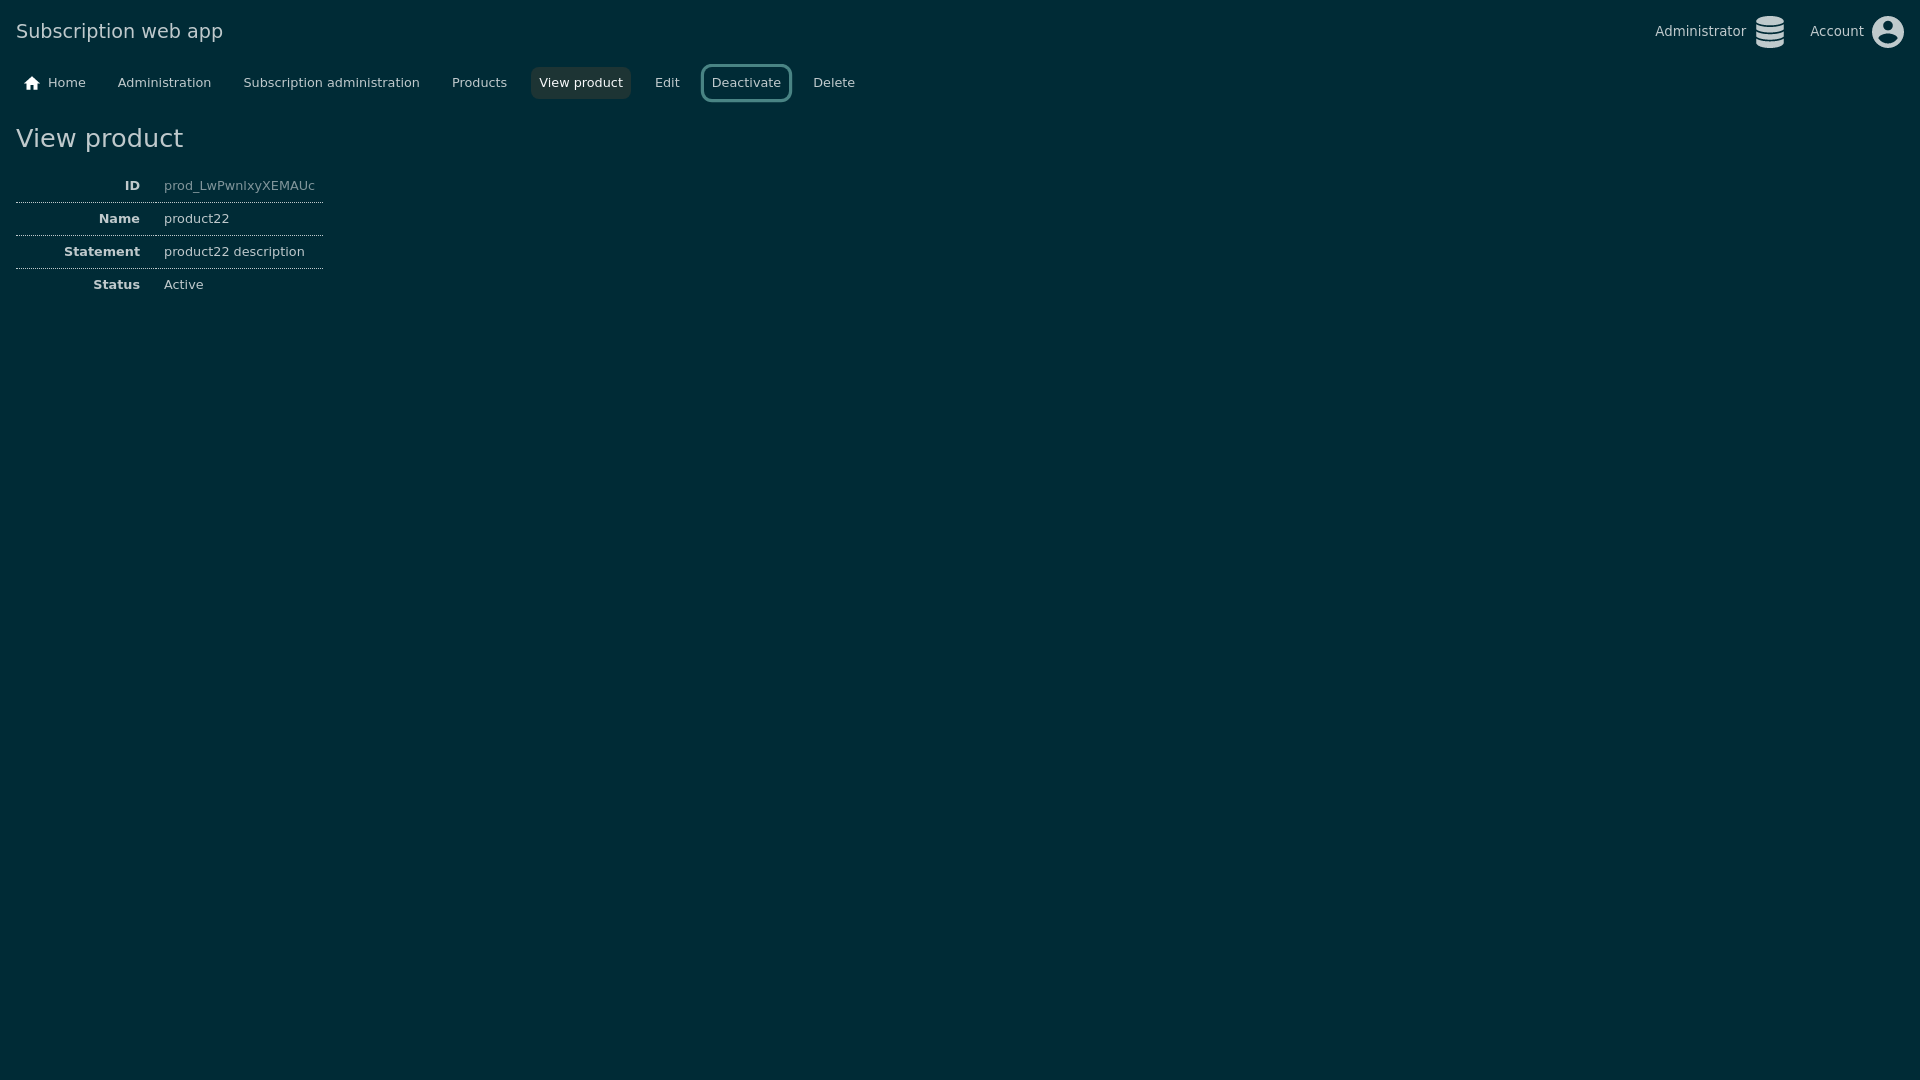 Subscription web app
Administrator
Account
Home Administration Subscription administration Products View product Edit Deactivate Delete
View product
ID prod_LwPwnIxyXEMAUc
Name product22
Statement product22 description
Status Active